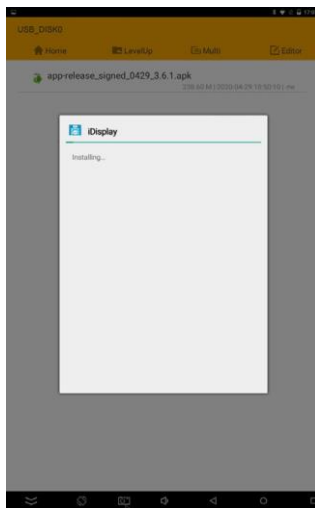 USB_DISK0
Home LevelUp Multi Editor
app-release_signed_0429_3.6.1.apk
iDisplay
Installing...